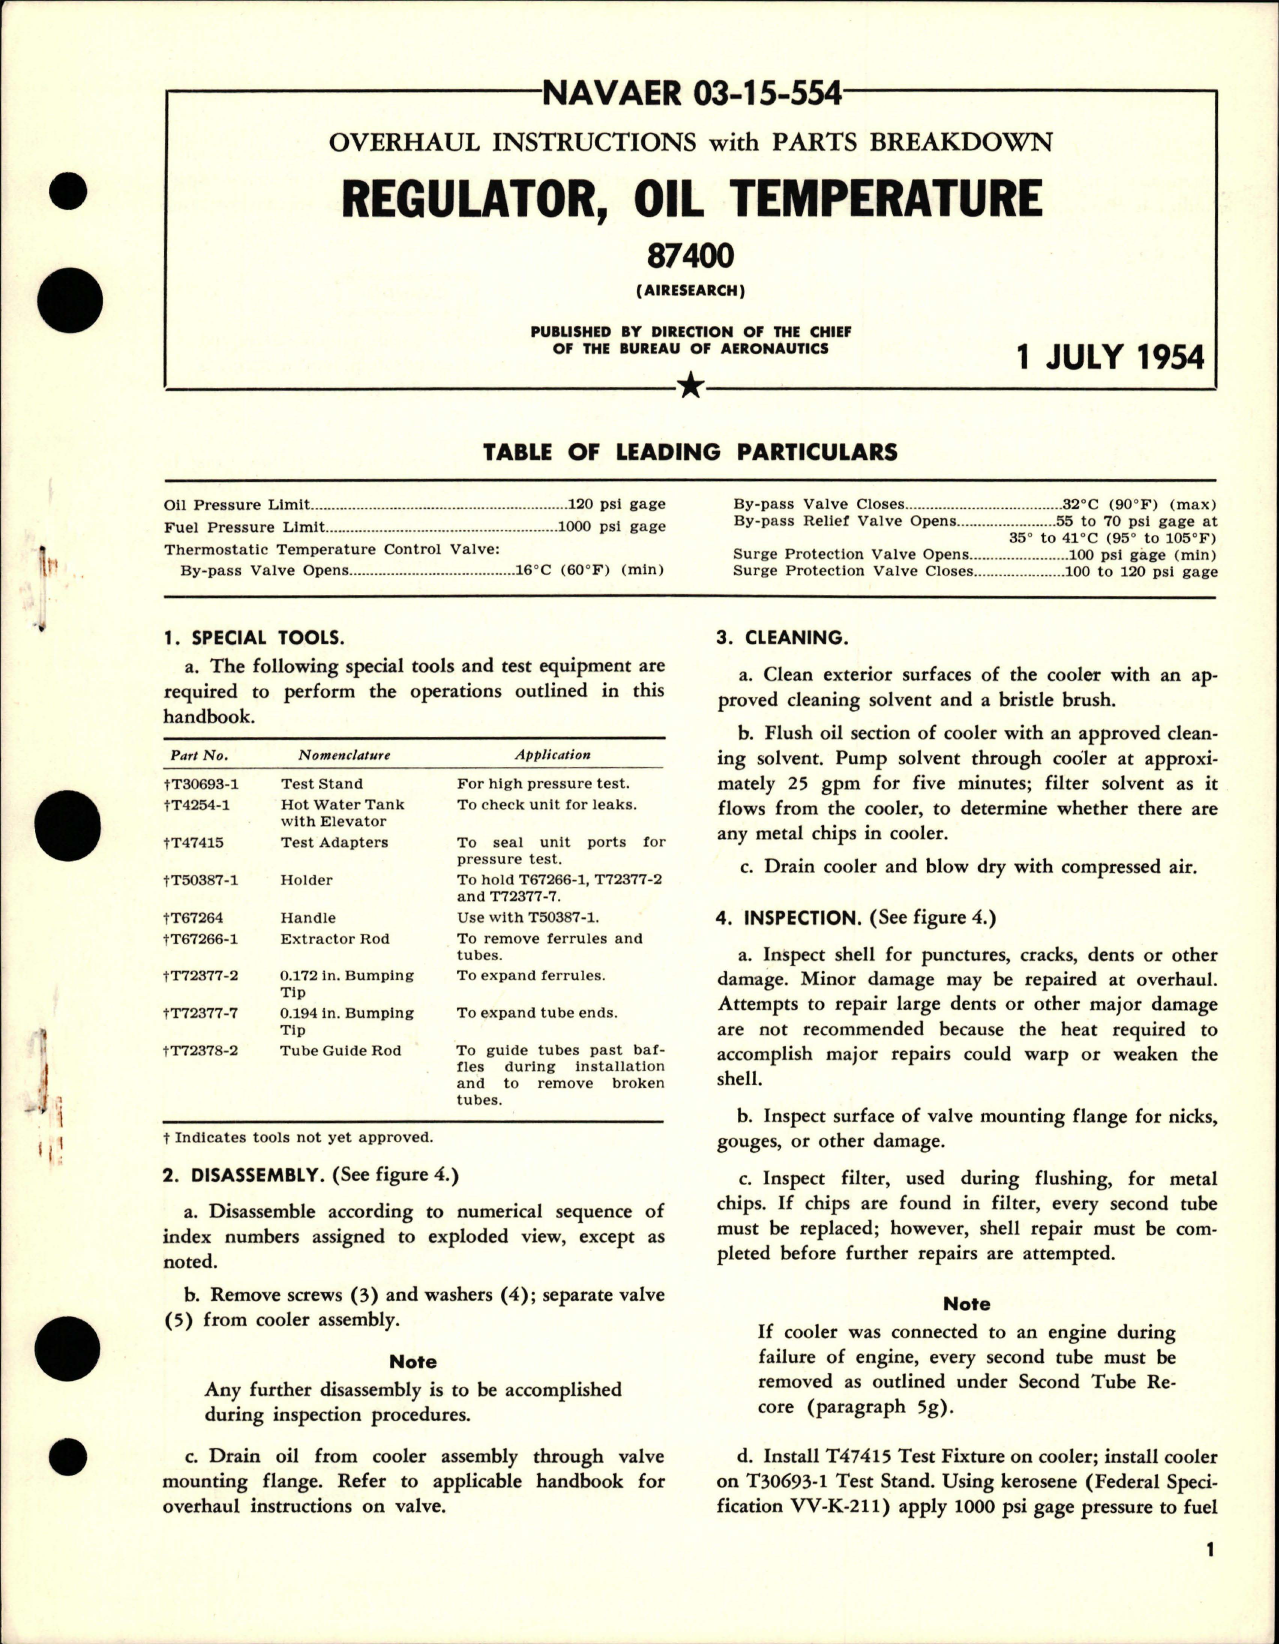 NAVAER 03-15-554
OVERHAUL INSTRUCTIONS with PARTS BREAKDOWN
REGULATOR, OIL TEMPERATURE
87400
(AIRESEARCH)
PUBLISHED BY DIRECTION OF THE CHIEF
OF THE BUREAU OF AERONAUTICS
1 JULY 1954
TABLE OF LEADING PARTICULARS
Oil Pressure Limit 120 psi gage
Fuel Pressure Limit 1000 psi gage
Thermostatic Temperature Control Valve:
By-pass Valve Opens 16°C (60°F) (min)
By-pass Valve Closes 32°C (90°F) (max)
By-pass Relief Valve Opens 55 to 70 psi gage at
35° to 41°C (95° to 105°F)
Surge Protection Valve Opens 100 psi gage (min)
Surge Protection Valve Closes 100 to 120 psi gage
1. SPECIAL TOOLS.
a. The following special tools and test equipment are
required to perform the operations outlined in this
handbook.
Part No. Nomenclature Application
†T30693-1 Test Stand For high pressure test.
†T4254-1 Hot Water Tank To check unit for leaks.
with Elevator
†T47415 Test Adapters To seal unit ports for
pressure test.
†T50387-1 Holder To hold T67266-1, T72377-2
and T72377-7.
†T67264 Handle Use with T50387-1.
†T67266-1 Extractor Rod To remove ferrules and
tubes.
†T72377-2 0.172 in. Bumping To expand ferrules.
Tip
†T72377-7 0.194 in. Bumping To expand tube ends.
Tip
†T72378-2 Tube Guide Rod To guide tubes past baf-
fles during installation
and to remove broken
tubes.
† Indicates tools not yet approved.
2. DISASSEMBLY. (See figure 4.)
a. Disassemble according to numerical sequence of
index numbers assigned to exploded view, except as
noted.
b. Remove screws (3) and washers (4); separate valve
(5) from cooler assembly.
Note
Any further disassembly is to be accomplished
during inspection procedures.
c. Drain oil from cooler assembly through valve
mounting flange. Refer to applicable handbook for
overhaul instructions on valve.
3. CLEANING.
a. Clean exterior surfaces of the cooler with an ap-
proved cleaning solvent and a bristle brush.
b. Flush oil section of cooler with an approved clean-
ing solvent. Pump solvent through cooler at approxi-
mately 25 gpm for five minutes; filter solvent as it
flows from the cooler, to determine whether there are
any metal chips in cooler.
c. Drain cooler and blow dry with compressed air.
4. INSPECTION. (See figure 4.)
a. Inspect shell for punctures, cracks, dents or other
damage. Minor damage may be repaired at overhaul.
Attempts to repair large dents or other major damage
are not recommended because the heat required to
accomplish major repairs could warp or weaken the
shell.
b. Inspect surface of valve mounting flange for nicks,
gouges, or other damage.
c. Inspect filter, used during flushing, for metal
chips. If chips are found in filter, every second tube
must be replaced; however, shell repair must be com-
pleted before further repairs are attempted.
Note
If cooler was connected to an engine during
failure of engine, every second tube must be
removed as outlined under Second Tube Re-
core (paragraph 5g).
d. Install T47415 Test Fixture on cooler; install cooler
on T30693-1 Test Stand. Using kerosene (Federal Speci-
fication VV-K-211) apply 1000 psi gage pressure to fuel
1